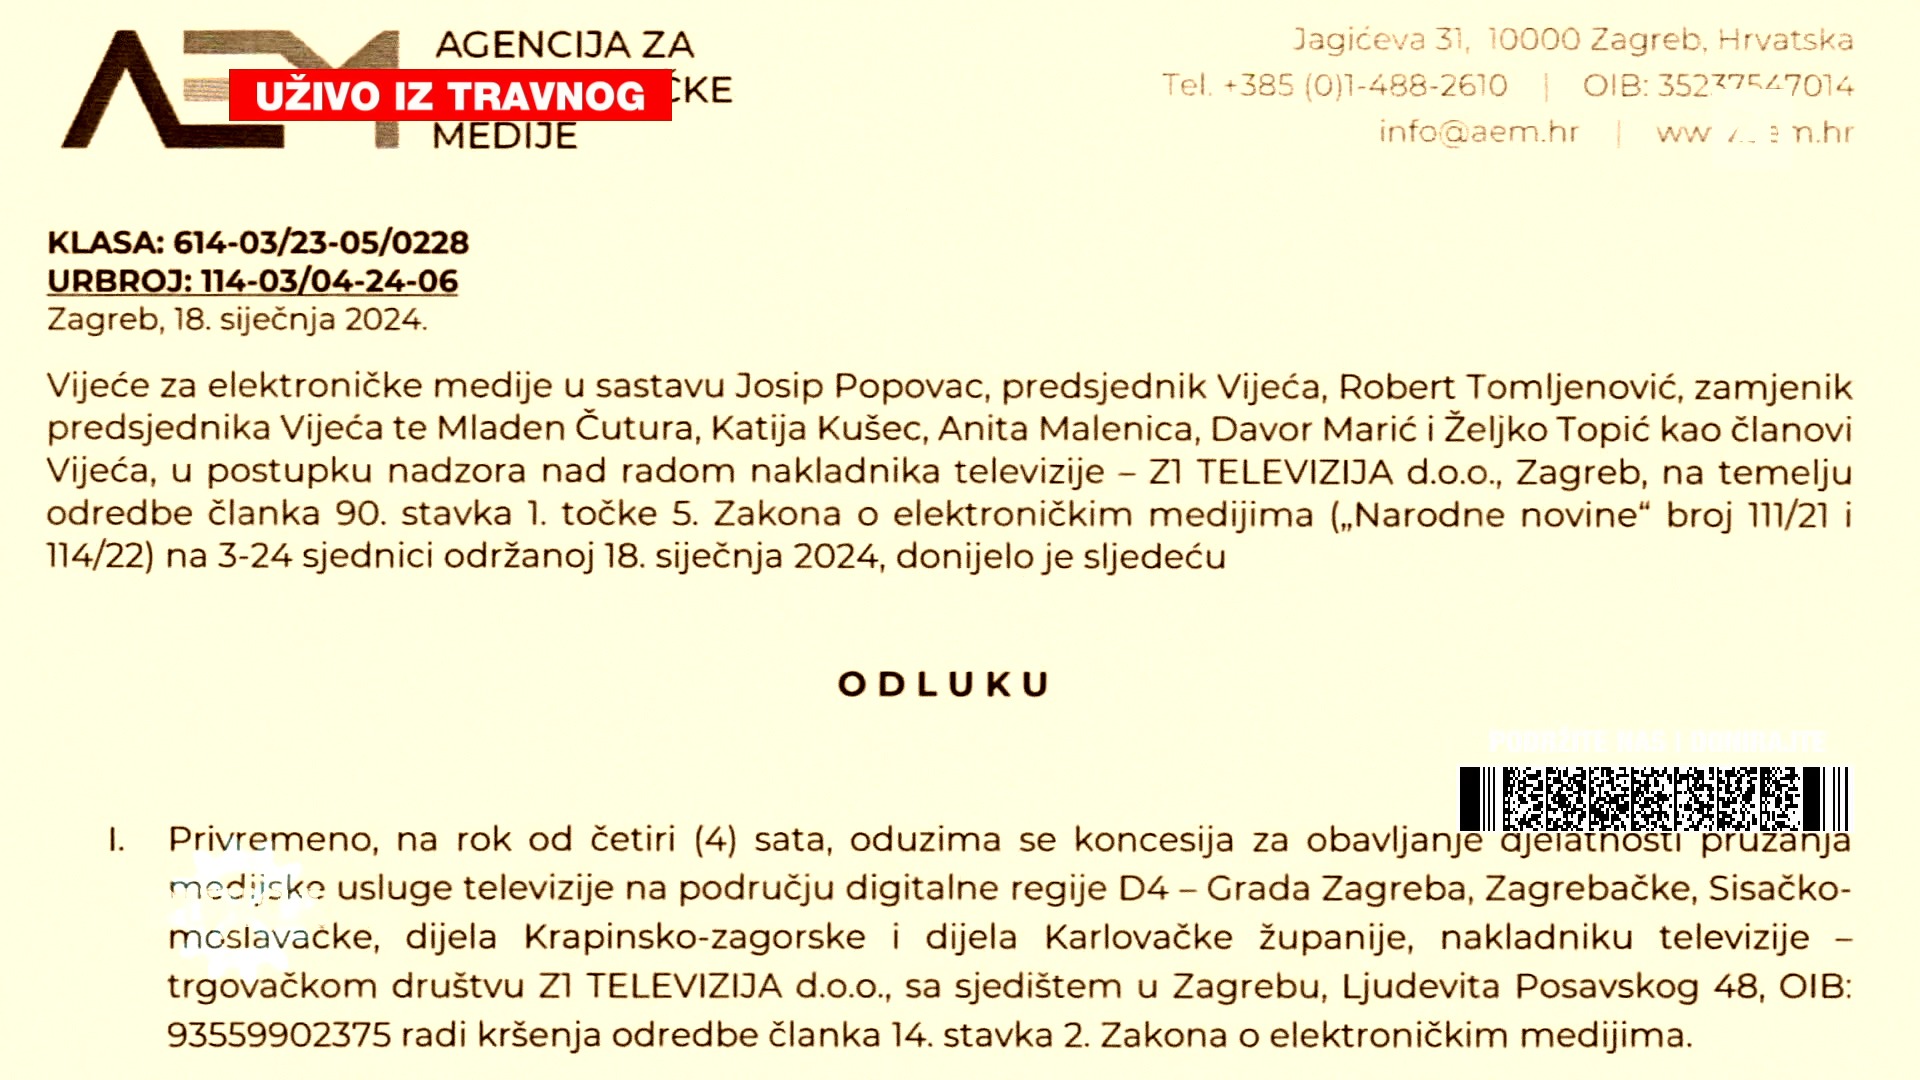 AGENCIJA ZA
UŽIVO IZ TRAVNOG
MEDIJE
Jagićeva 31, 10000 Zagreb, Hrvatska
Tel. +385 (0)1-488-2610 | OIB: 35237547014
info@aem.hr |
KLASA: 614-03/23-05/0228
URBROJ: 114-03/04-24-06
Zagreb, 18. siječnja 2024.
Vijeće za elektroničke medije u sastavu Josip Popovac, predsjednik Vijeća, Robert Tomljenović, zamjenik
predsjednika Vijeća te Mladen Čutura, Katija Kušec, Anita Malenica, Davor Marić i Željko Topić kao članovi
Vijeća, u postupku nadzora nad radom nakladnika televizije – Z1 TELEVIZIJA d.o.o., Zagreb, na temelju
odredbe članka 90. stavka 1. točke 5. Zakona o elektroničkim medijima („Narodne novine“ broj 111/21 i
114/22) na 3-24 sjednici održanoj 18. siječnja 2024, donijelo je sljedeću
O D L U K U
PODRŽITE NAS I DONIRAJTE
I. Privremeno, na rok od četiri (4) sata, oduzima se koncesija za obavljanje djelatnosti pružanja
medijske usluge televizije na području digitalne regije D4 – Grada Zagreba, Zagrebačke, Sisačko-
moslavačke, dijela Krapinsko-zagorske i dijela Karlovačke županije, nakladniku televizije –
trgovačkom društvu Z1 TELEVIZIJA d.o.o., sa sjedištem u Zagrebu, Ljudevita Posavskog 48, OIB:
93559902375 radi kršenja odredbe članka 14. stavka 2. Zakona o elektroničkim medijima.